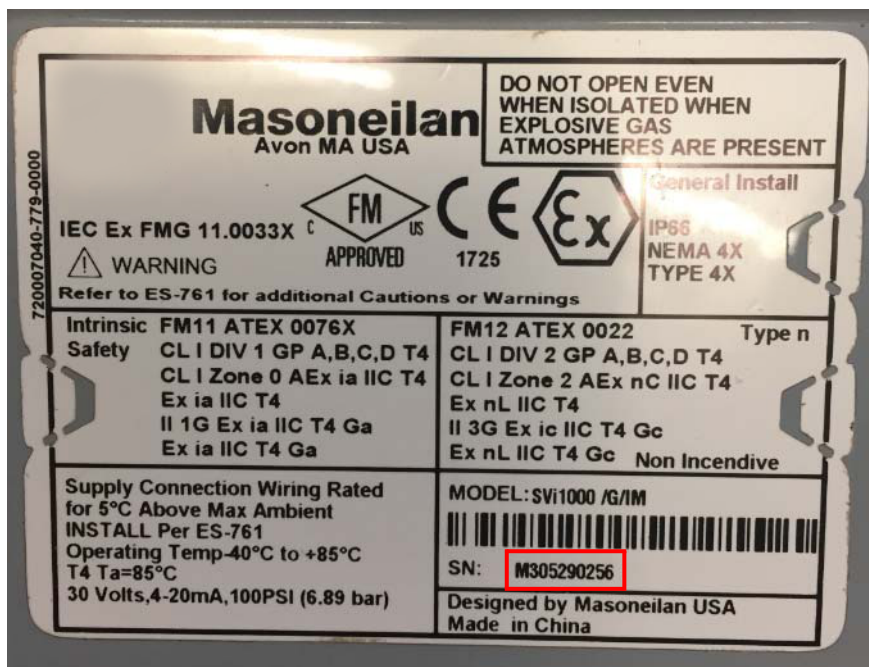 Masoneilan
Avon MA USA
DO NOT OPEN EVEN
WHEN ISOLATED WHEN
EXPLOSIVE GAS
ATMOSPHERES ARE PRESENT
720007040-779-0000
IEC Ex FMG 11.0033X
C FM US
APPROVED
CE
1725
Ex
General Install
IP66
NEMA 4X
TYPE 4X
WARNING
Refer to ES-761 for additional Cautions or Warnings
Intrinsic FM11 ATEX 0076X
Safety CL I DIV 1 GP A,B,C,D T4
CL I Zone 0 AEx ia IIC T4
Ex ia IIC T4
II 1G Ex ia IIC T4 Ga
Ex ia IIC T4 Ga
FM12 ATEX 0022 Type n
CL I DIV 2 GP A,B,C,D T4
CL I Zone 2 AEx nC IIC T4
Ex nL IIC T4
II 3G Ex ic IIC T4 Gc
Ex nL IIC T4 Gc Non Incendive
Supply Connection Wiring Rated
for 5°C Above Max Ambient
INSTALL Per ES-761
Operating Temp-40°C to +85°C
T4 Ta=85°C
30 Volts,4-20mA,100PSI (6.89 bar)
MODEL: SVi1000 /G/IM
SN: M305290256
Designed by Masoneilan USA
Made in China